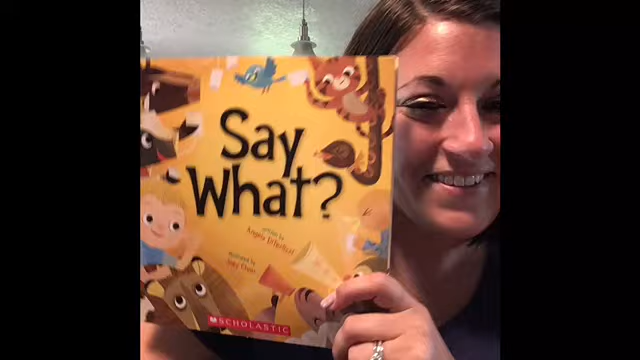 Say
What?
written by
Angela DiTerlizzi
illustrated by
Joey Chou
SCHOLASTIC